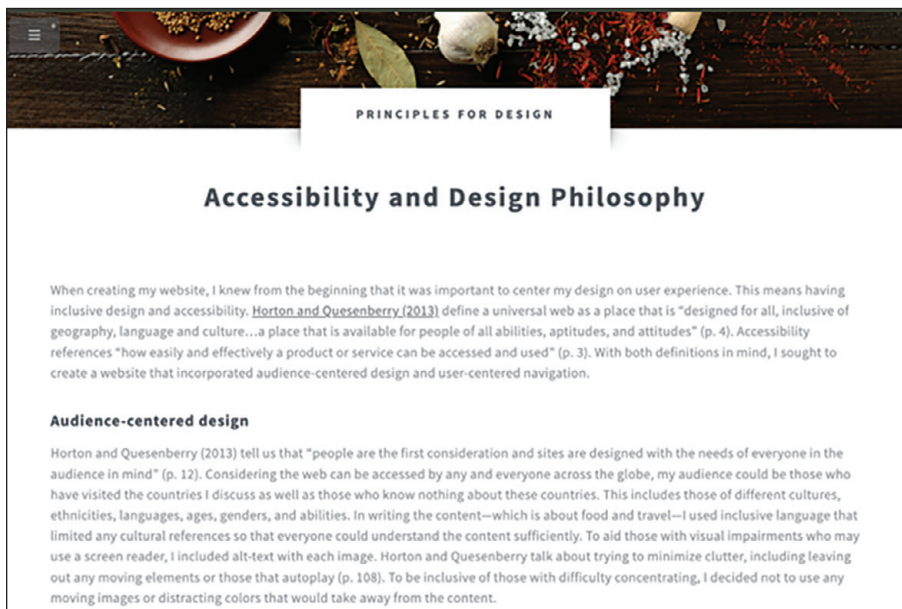 PRINCIPLES FOR DESIGN
Accessibility and Design Philosophy
When creating my website, I knew from the beginning that it was important to center my design on user experience. This means having
inclusive design and accessibility. Horton and Quesenberry (2013) define a universal web as a place that is “designed for all, inclusive of
geography, language and culture…a place that is available for people of all abilities, aptitudes, and attitudes” (p. 4). Accessibility
references “how easily and effectively a product or service can be accessed and used” (p. 3). With both definitions in mind, I sought to
create a website that incorporated audience-centered design and user-centered navigation.
Audience-centered design
Horton and Quesenberry (2013) tell us that “people are the first consideration and sites are designed with the needs of everyone in the
audience in mind” (p. 12). Considering the web can be accessed by any and everyone across the globe, my audience could be those who
have visited the countries I discuss as well as those who know nothing about these countries. This includes those of different cultures,
ethnicities, languages, ages, genders, and abilities. In writing the content—which is about food and travel—I used inclusive language that
limited any cultural references so that everyone could understand the content sufficiently. To aid those with visual impairments who may
use a screen reader, I included alt-text with each image. Horton and Quesenberry talk about trying to minimize clutter, including leaving
out any moving elements or those that autoplay (p. 108). To be inclusive of those with difficulty concentrating, I decided not to use any
moving images or distracting colors that would take away from the content.